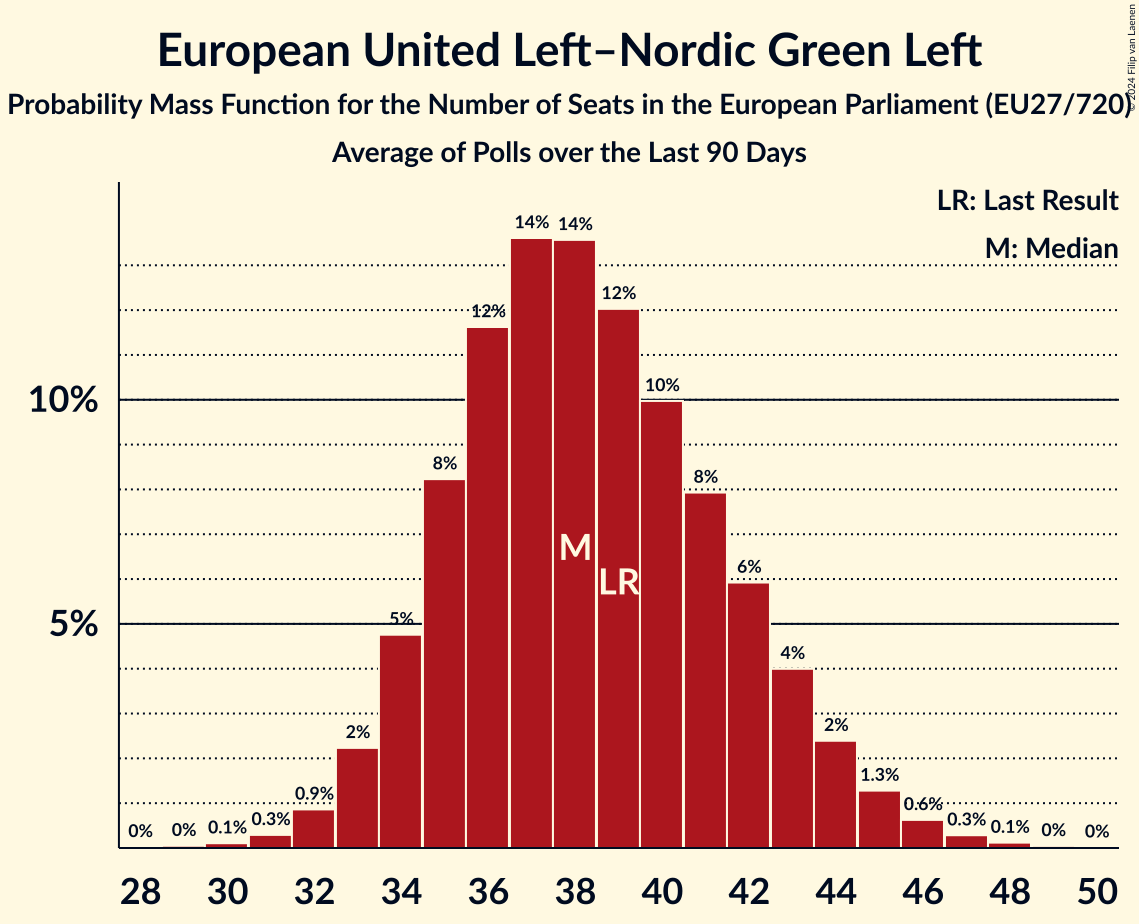 European United Left–Nordic Green Left
© 2024 Filip van Laenen
Probability Mass Function for the Number of Seats in the European Parliament (EU27/720)
Average of Polls over the Last 90 Days
LR: Last Result
M: Median
14% 14%
12% 12%
10% 10%
8% 8%
M
LR
6%
5% 5%
4%
2% 2%
1.3%
0.9% 0.6%
0.3% 0.3%
0% 0% 0.1% 0.1% 0% 0%
28 30 32 34 36 38 40 42 44 46 48 50